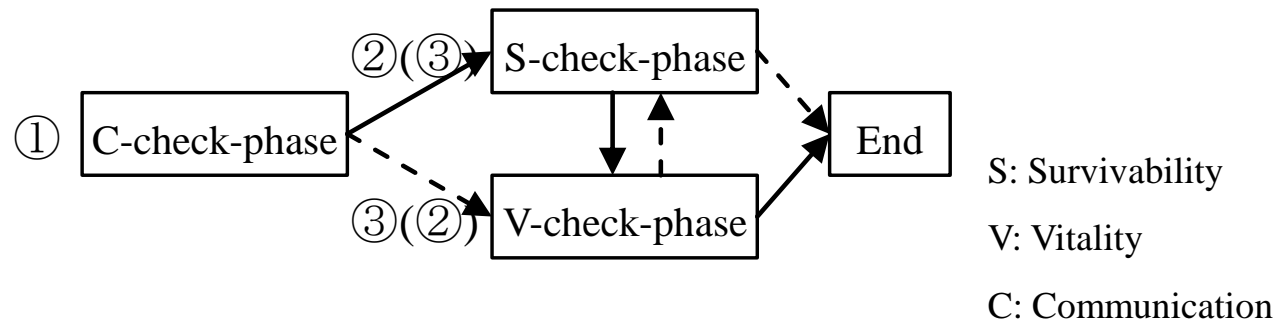 ②(③)
S-check-phase
①
C-check-phase
End
③(②)
V-check-phase
S: Survivability
V: Vitality
C: Communication